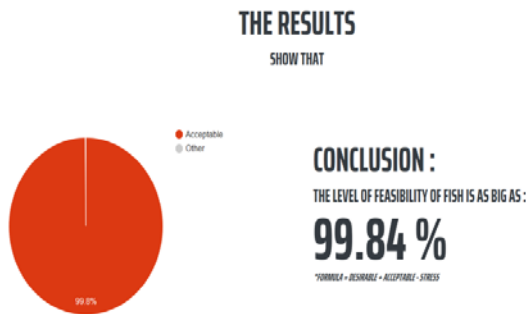 THE RESULTS
SHOW THAT
Acceptable
Other
CONCLUSION :
THE LEVEL OF FEASIBILITY OF FISH IS AS BIG AS :
99.84 %
*FORMULA = DESIRABLE = ACCEPTABLE - STRESS
99.8%